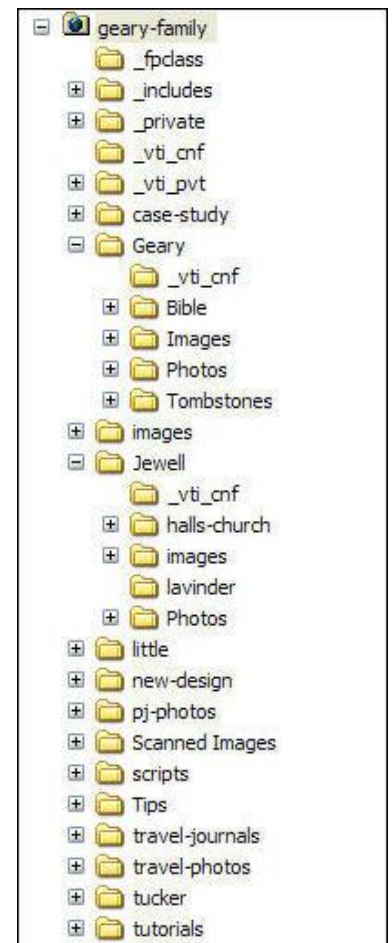 geary-family
_fpclass
_includes
_private
_vti_cnf
_vti_pvt
case-study
Geary
_vti_cnf
Bible
Images
Photos
Tombstones
images
Jewell
_vti_cnf
halls-church
images
lavinder
Photos
little
new-design
pj-photos
Scanned Images
scripts
Tips
travel-journals
travel-photos
tucker
tutorials